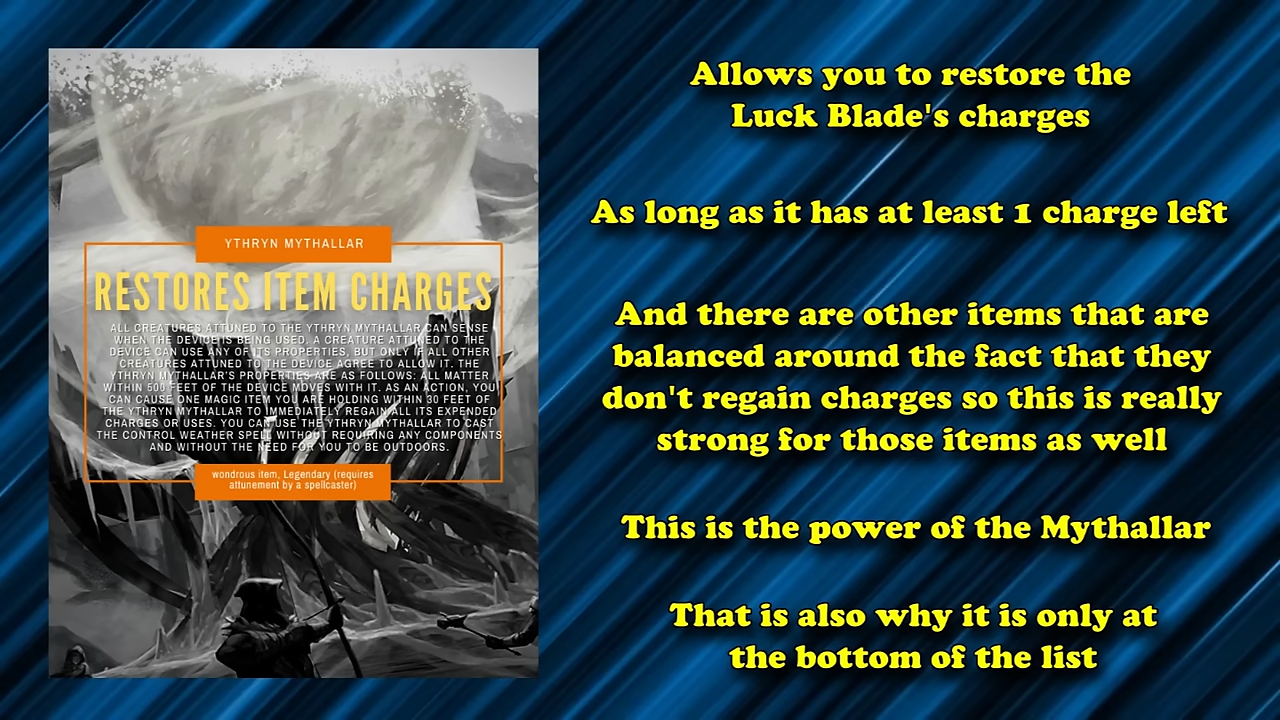 YTHRYN MYTHALLAR
RESTORES ITEM CHARGES
ALL CREATURES ATTUNED TO THE YTHRYN MYTHALLAR CAN SENSE
WHEN THE DEVICE IS BEING USED. A CREATURE ATTUNED TO THE
DEVICE CAN USE ANY OF ITS PROPERTIES, BUT ONLY IF ALL OTHER
CREATURES ATTUNED TO THE DEVICE AGREE TO ALLOW IT. THE
YTHRYN MYTHALLAR'S PROPERTIES ARE AS FOLLOWS: ALL MATTER
WITHIN 500 FEET OF THE DEVICE MOVES WITH IT. AS AN ACTION, YOU
CAN CAUSE ONE MAGIC ITEM YOU ARE HOLDING WITHIN 30 FEET OF
THE YTHRYN MYTHALLAR TO IMMEDIATELY REGAIN ALL ITS EXPENDED
CHARGES OR USES. YOU CAN USE THE YTHRYN MYTHALLAR TO CAST
THE CONTROL WEATHER SPELL WITHOUT REQUIRING ANY COMPONENTS
AND WITHOUT THE NEED FOR YOU TO BE OUTDOORS.
wondrous item, Legendary (requires
attunement by a spellcaster)
Allows you to restore the
Luck Blade's charges
As long as it has at least 1 charge left
And there are other items that are
balanced around the fact that they
don't regain charges so this is really
strong for those items as well
This is the power of the Mythallar
That is also why it is only at
the bottom of the list